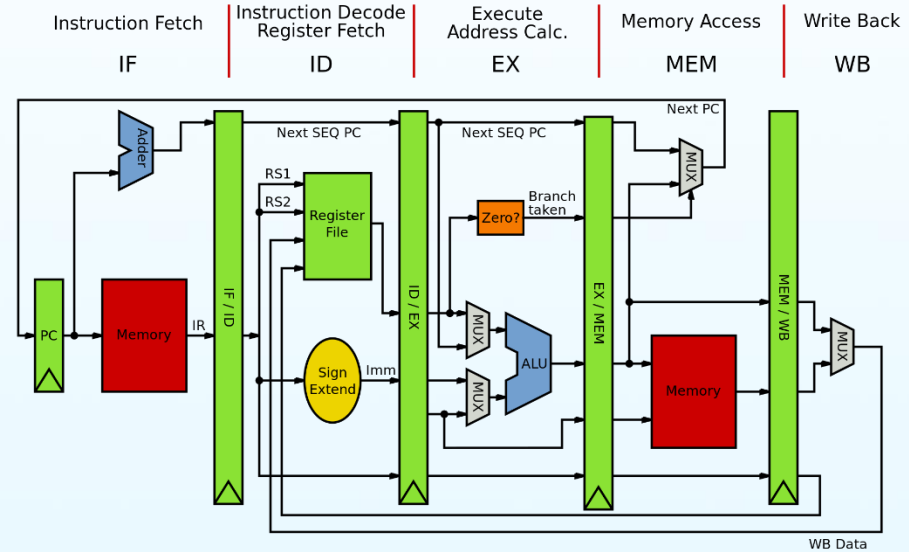 Instruction Fetch
IF
Instruction Decode
Register Fetch
ID
Execute
Address Calc.
EX
Memory Access
MEM
Write Back
WB
Next PC
Adder
Next SEQ PC
Next SEQ PC
MUX
RS1
RS2
Register
File
Branch
taken
Zero?
PC
Memory
IR
IF / ID
ID / EX
MUX
ALU
EX / MEM
MEM / WB
MUX
Sign
Extend
Imm
MUX
Memory
WB Data